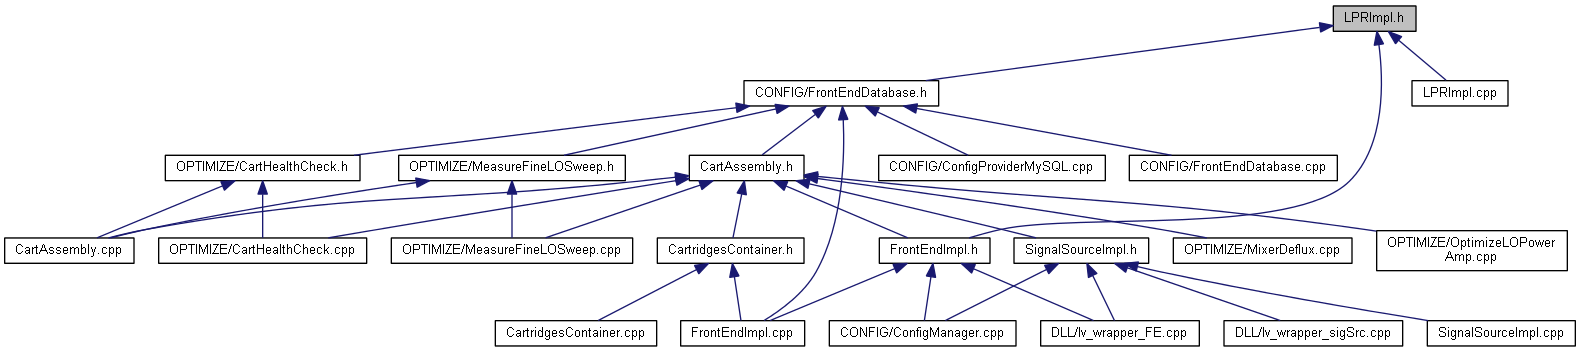 LPRImpl.h
CONFIG/FrontEndDatabase.h
LPRImpl.cpp
OPTIMIZE/CartHealthCheck.h
OPTIMIZE/MeasureFineLOSweep.h
CartAssembly.h
CONFIG/ConfigProviderMySQL.cpp
CONFIG/FrontEndDatabase.cpp
CartAssembly.cpp
OPTIMIZE/CartHealthCheck.cpp
OPTIMIZE/MeasureFineLOSweep.cpp
CartridgesContainer.h
FrontEndImpl.h
SignalSourceImpl.h
OPTIMIZE/MixerDeflux.cpp
OPTIMIZE/OptimizeLOPower
Amp.cpp
CartridgesContainer.cpp
FrontEndImpl.cpp
CONFIG/ConfigManager.cpp
DLL/lv_wrapper_FE.cpp
DLL/lv_wrapper_sigSrc.cpp
SignalSourceImpl.cpp